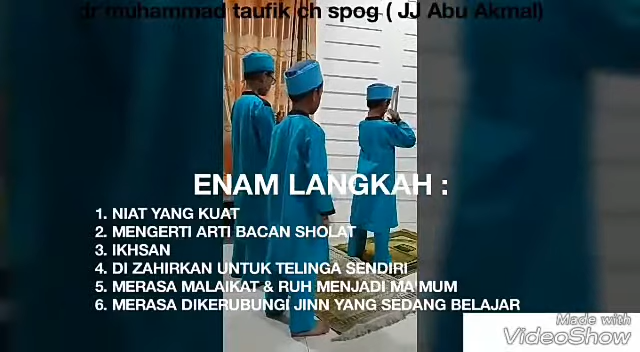 dr muhammad taufik ch spog ( JJ Abu Akmal)
ENAM LANGKAH :
1. NIAT YANG KUAT
2. MENGERTI ARTI BACAN SHOLAT
3. IKHSAN
4. DI ZAHIRKAN UNTUK TELINGA SENDIRI
5. MERASA MALAIKAT & RUH MENJADI MA'MUM
6. MERASA DIKERUBUNGI JINN YANG SEDANG BELAJAR
Made with
VideoShow